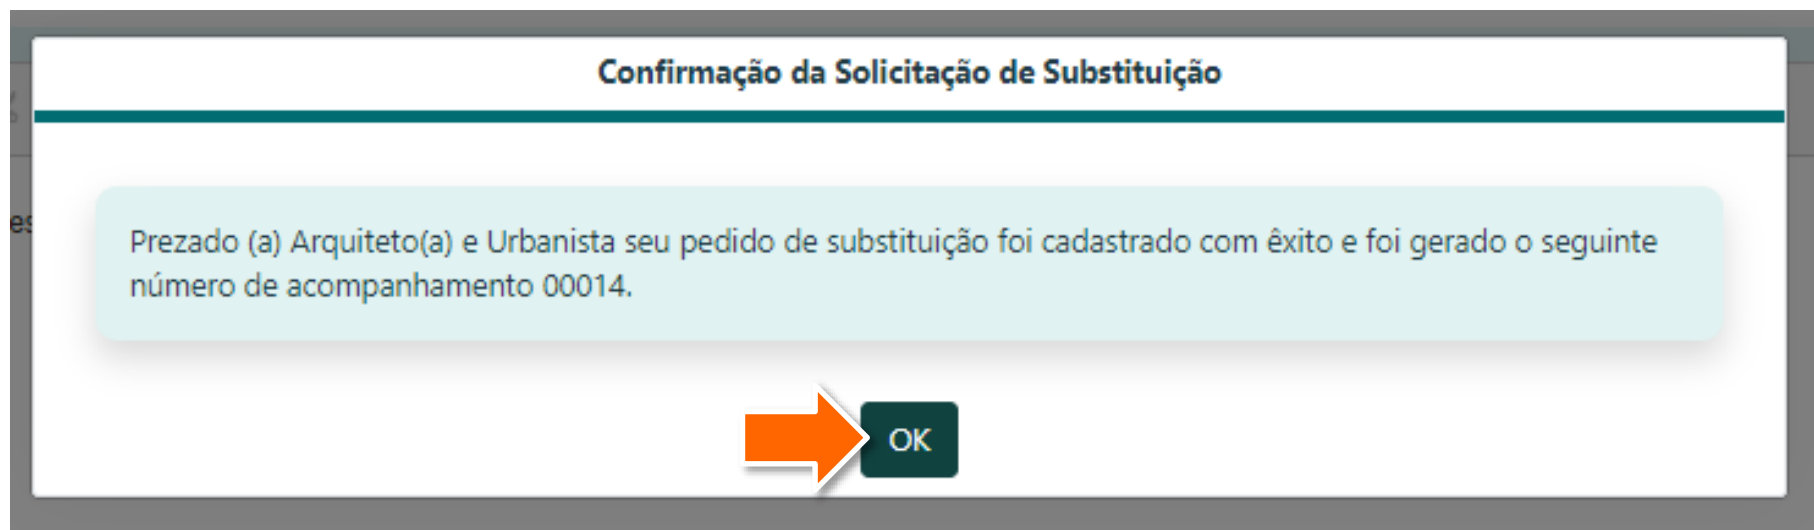 Confirmação da Solicitação de Substituição
es
Prezado (a) Arquiteto(a) e Urbanista seu pedido de substituição foi cadastrado com êxito e foi gerado o seguinte
número de acompanhamento 00014.
OK